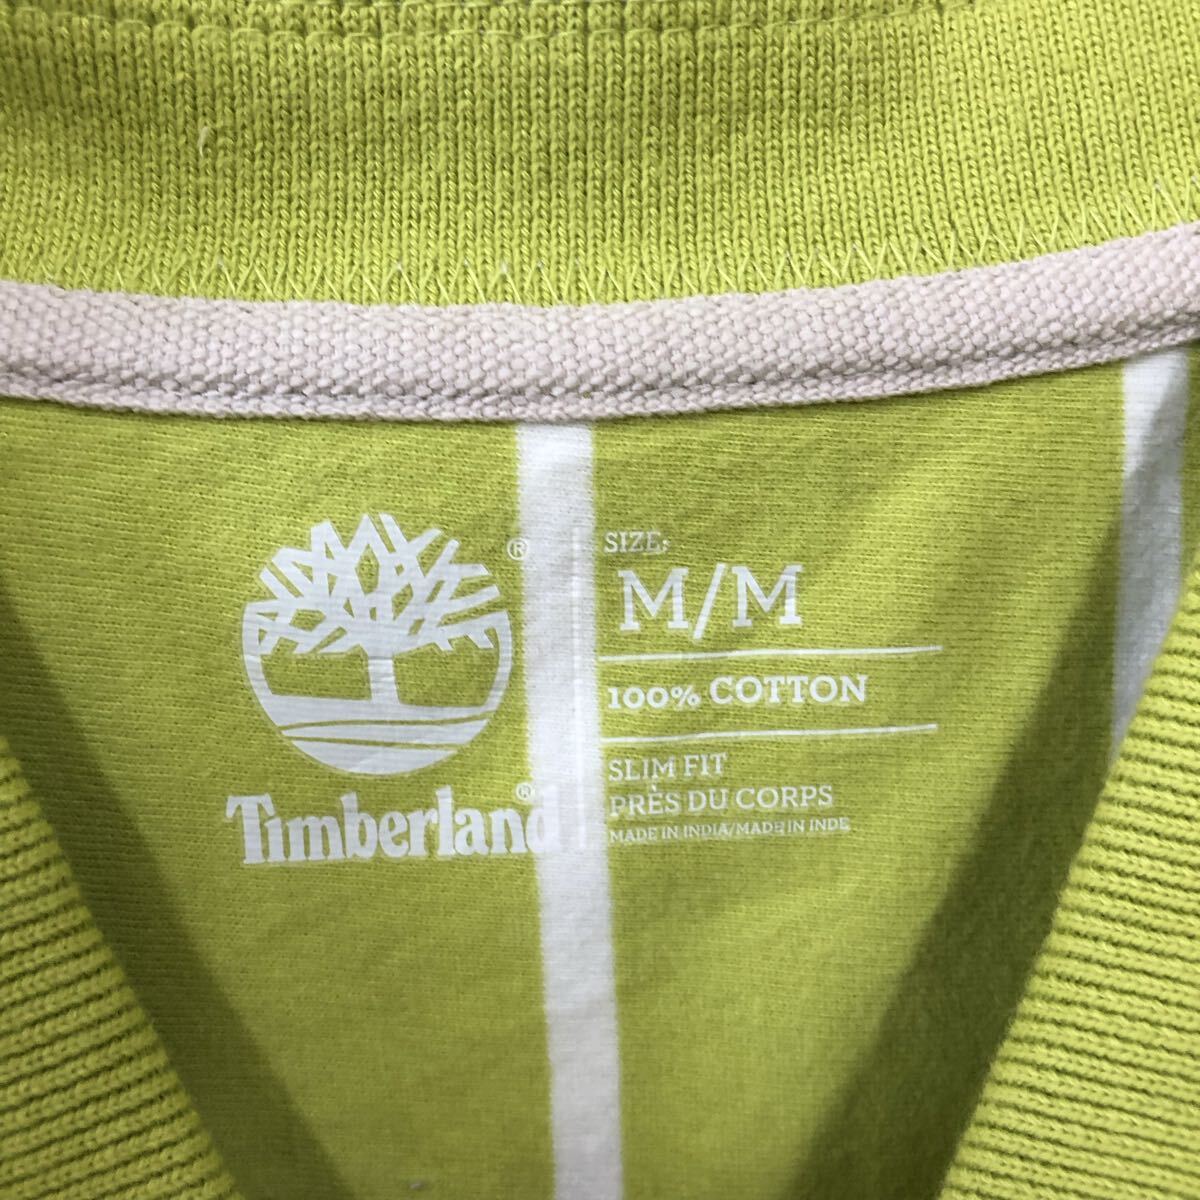 ®
Timberland®
SIZE:
M/M
100% COTTON
SLIM FIT
PRÈS DU CORPS
MADE IN INDIA/MADE IN INDE